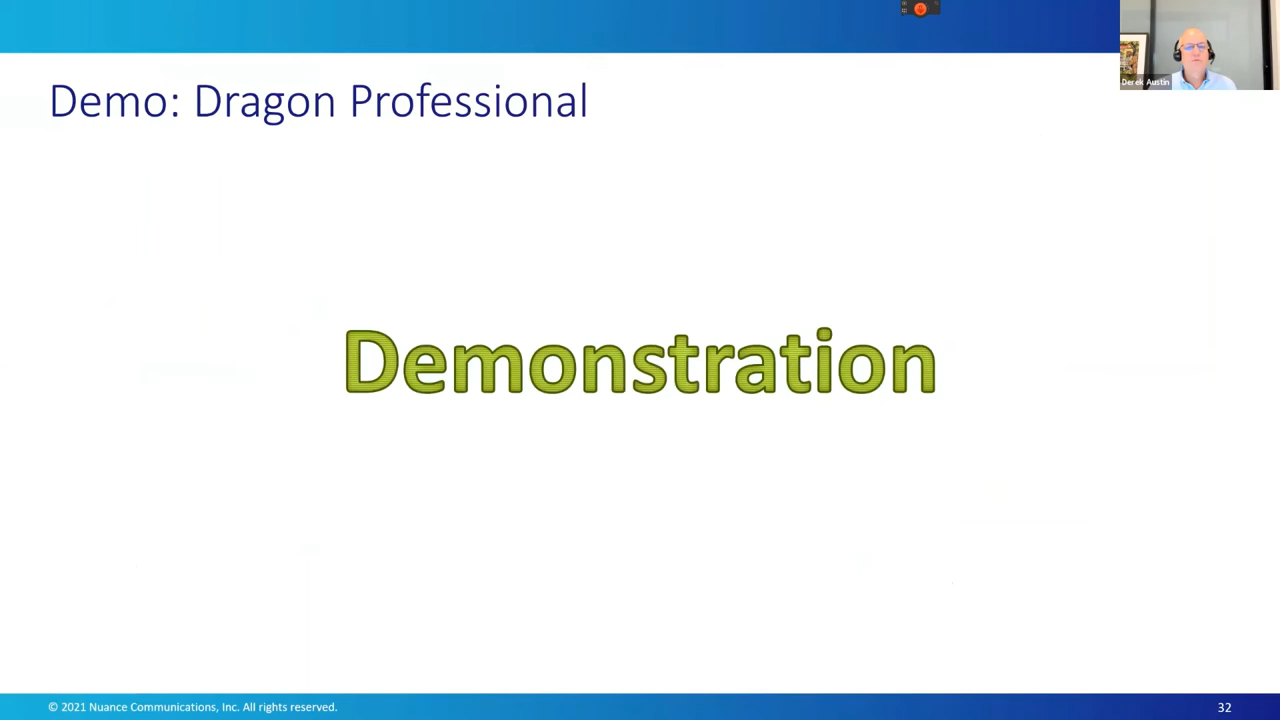 Derek Austin
Demo: Dragon Professional
Demonstration
© 2021 Nuance Communications, Inc. All rights reserved.
32